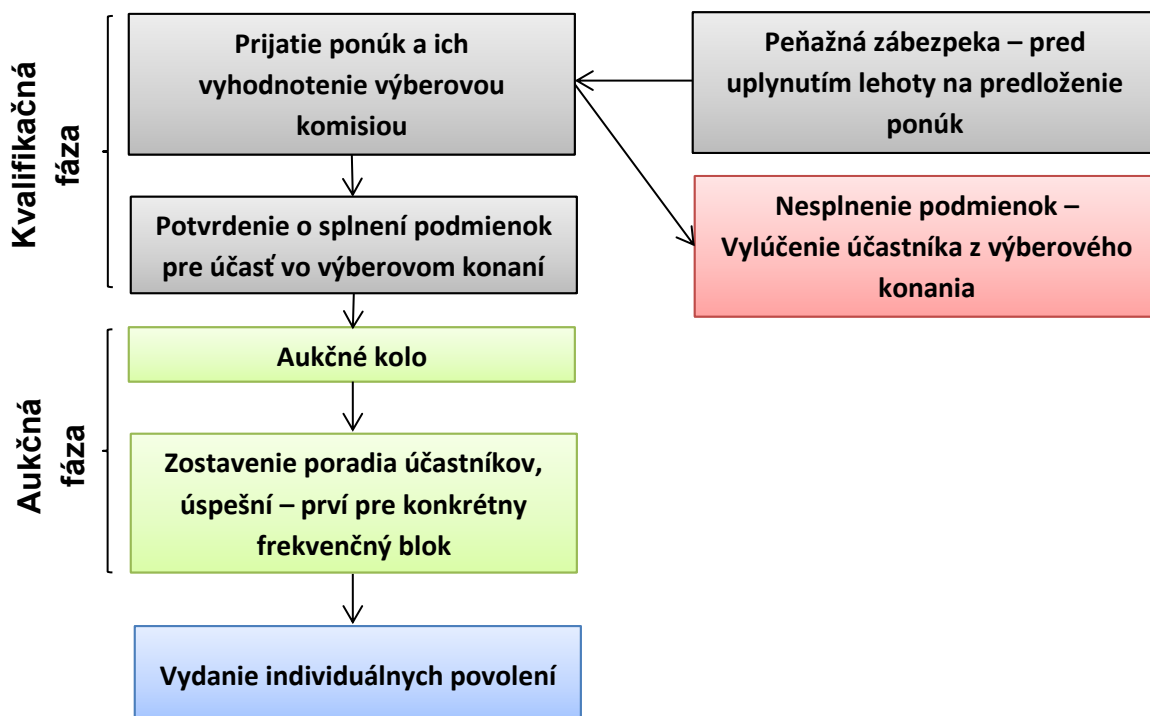 Kvalifikačná
fáza
Prijatie ponúk a ich
vyhodnotenie výberovou
komisiou
Peňažná zábezpeka – pred
uplynutím lehoty na predloženie
ponúk
Nesplnenie podmienok –
Vylúčenie účastníka z výberového
konania
Potvrdenie o splnení podmienok
pre účasť vo výberovom konaní
Aukčná
fáza
Aukčné kolo
Zostavenie poradia účastníkov,
úspešní – prví pre konkrétny
frekvenčný blok
Vydanie individuálnych povolení